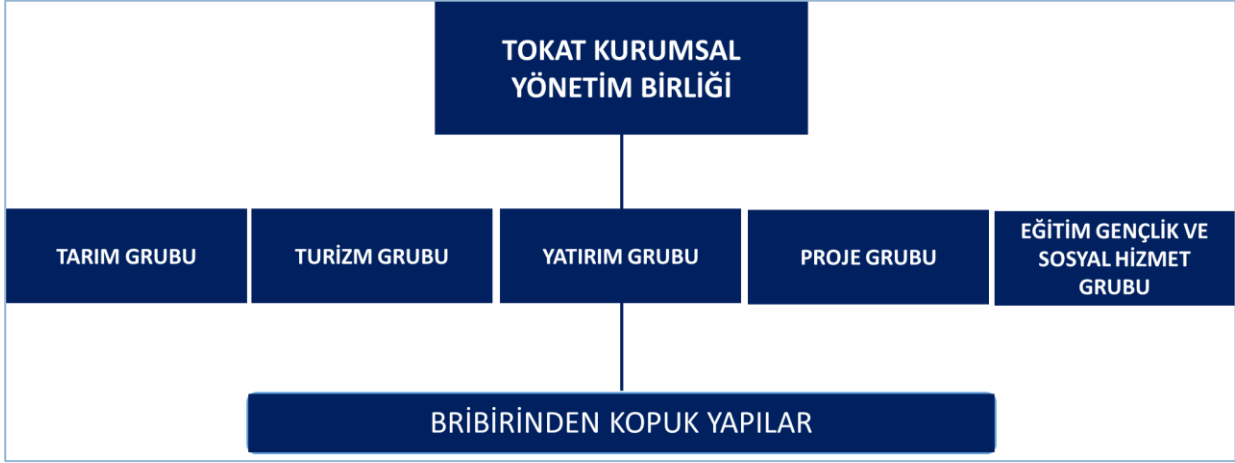 TOKAT KURUMSAL
YÖNETİM BİRLİĞİ
TARIM GRUBU
TURİZM GRUBU
YATIRIM GRUBU
PROJE GRUBU
EĞİTİM GENÇLİK VE
SOSYAL HİZMET
GRUBU
BRİBİRİNDEN KOPUK YAPILAR